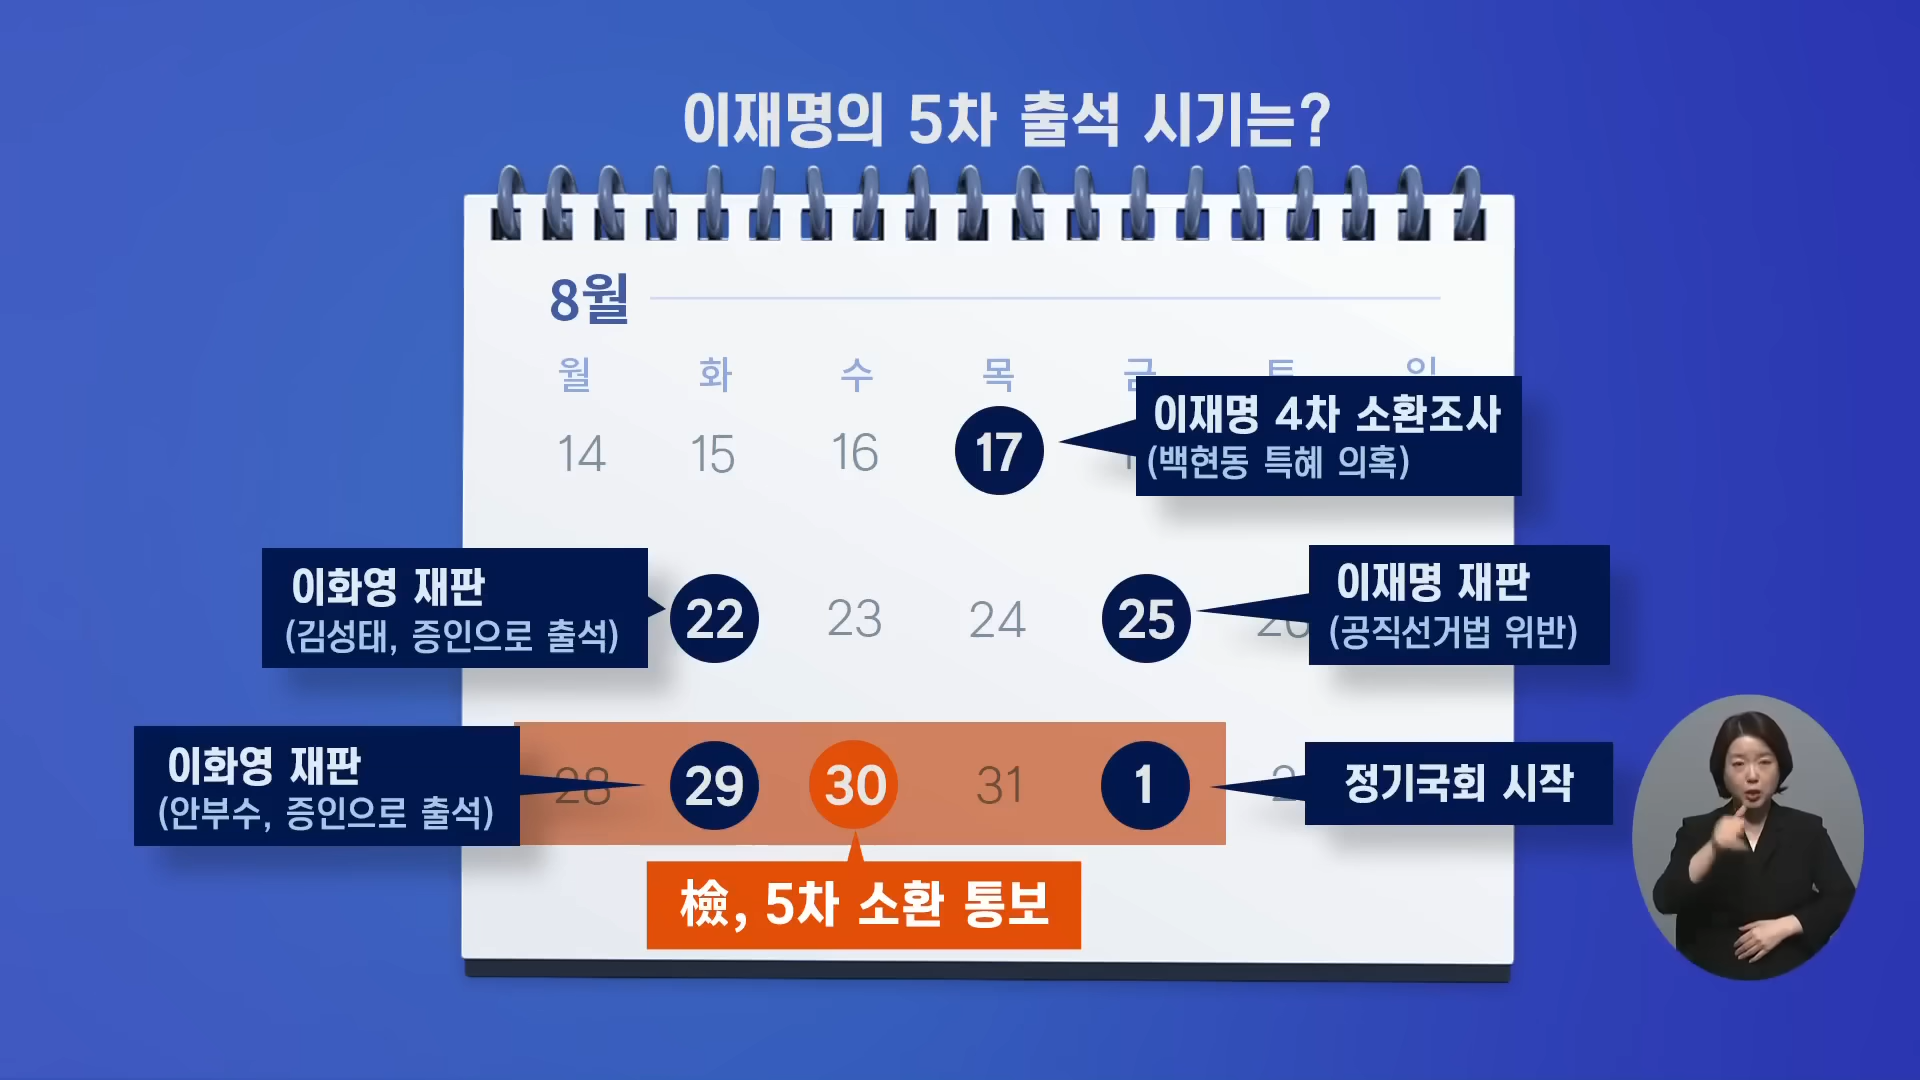 이재명의 5차 출석 시기는?
8월
월 화 수 목 금 토 일
14 15 16 17
이재명 4차 소환조사
(백현동 특혜 의혹)
이화영 재판
(김성태, 증인으로 출석)
22 23 24 25
이재명 재판
(공직선거법 위반)
이화영 재판
(안부수, 증인으로 출석)
28 29 30 31 1
정기국회 시작
檢, 5차 소환 통보